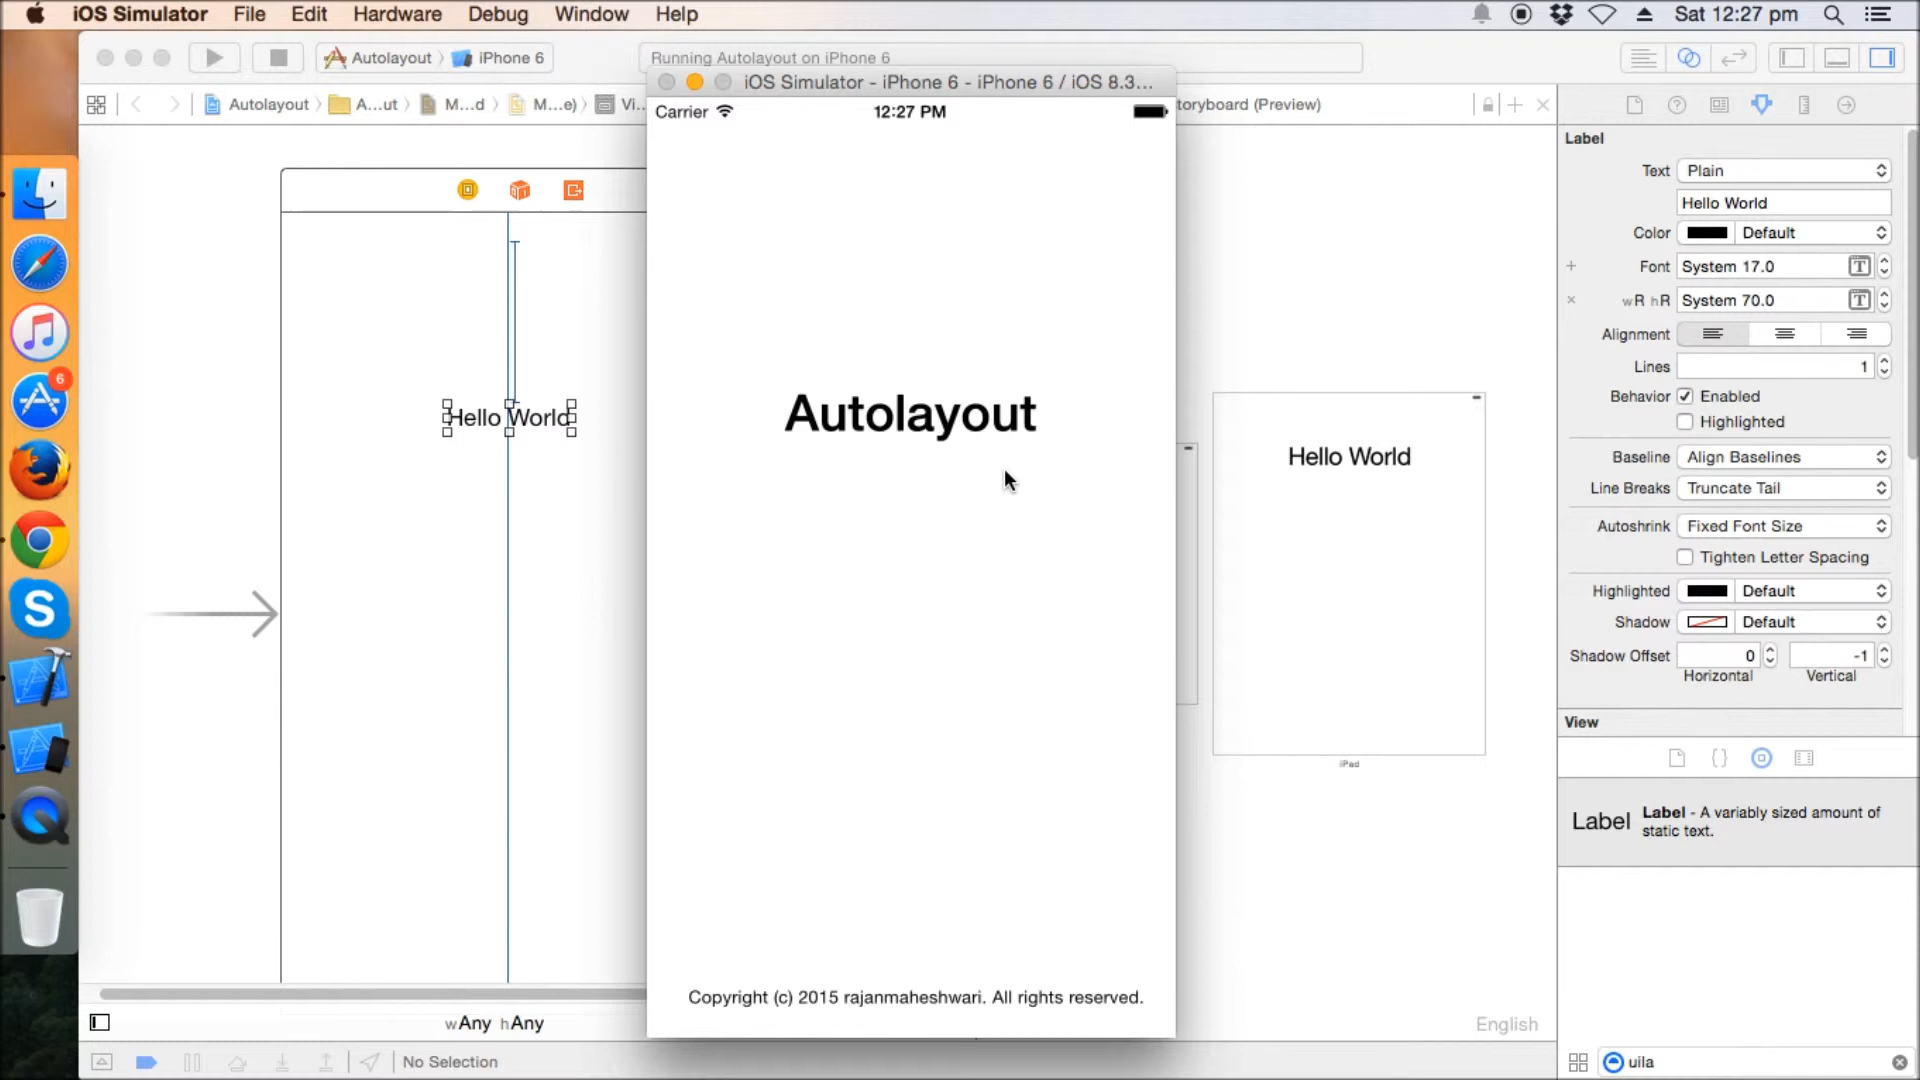 iOS Simulator File Edit Hardware Debug Window Help Sat 12:27 pm
Autolayout iPhone 6 Running Autolayout on iPhone 6
iOS Simulator - iPhone 6 - iPhone 6 / iOS 8.3...
Autolayout A...ut M...d M...e) Vi... toryboard (Preview)
Carrier 12:27 PM
Label
Text Plain
Hello World
Color Default
Font System 17.0
wR hR System 70.0
Alignment
Lines 1
Behavior Enabled
Highlighted
Baseline Align Baselines
Line Breaks Truncate Tail
Autoshrink Fixed Font Size
Tighten Letter Spacing
Highlighted Default
Shadow Default
Shadow Offset 0 -1
Horizontal Vertical
View
Label Label - A variably sized amount of
static text.
6
Hello World
Autolayout
Hello World
iPad
Copyright (c) 2015 rajanmaheshwari. All rights reserved.
wAny hAny
English
No Selection
uila